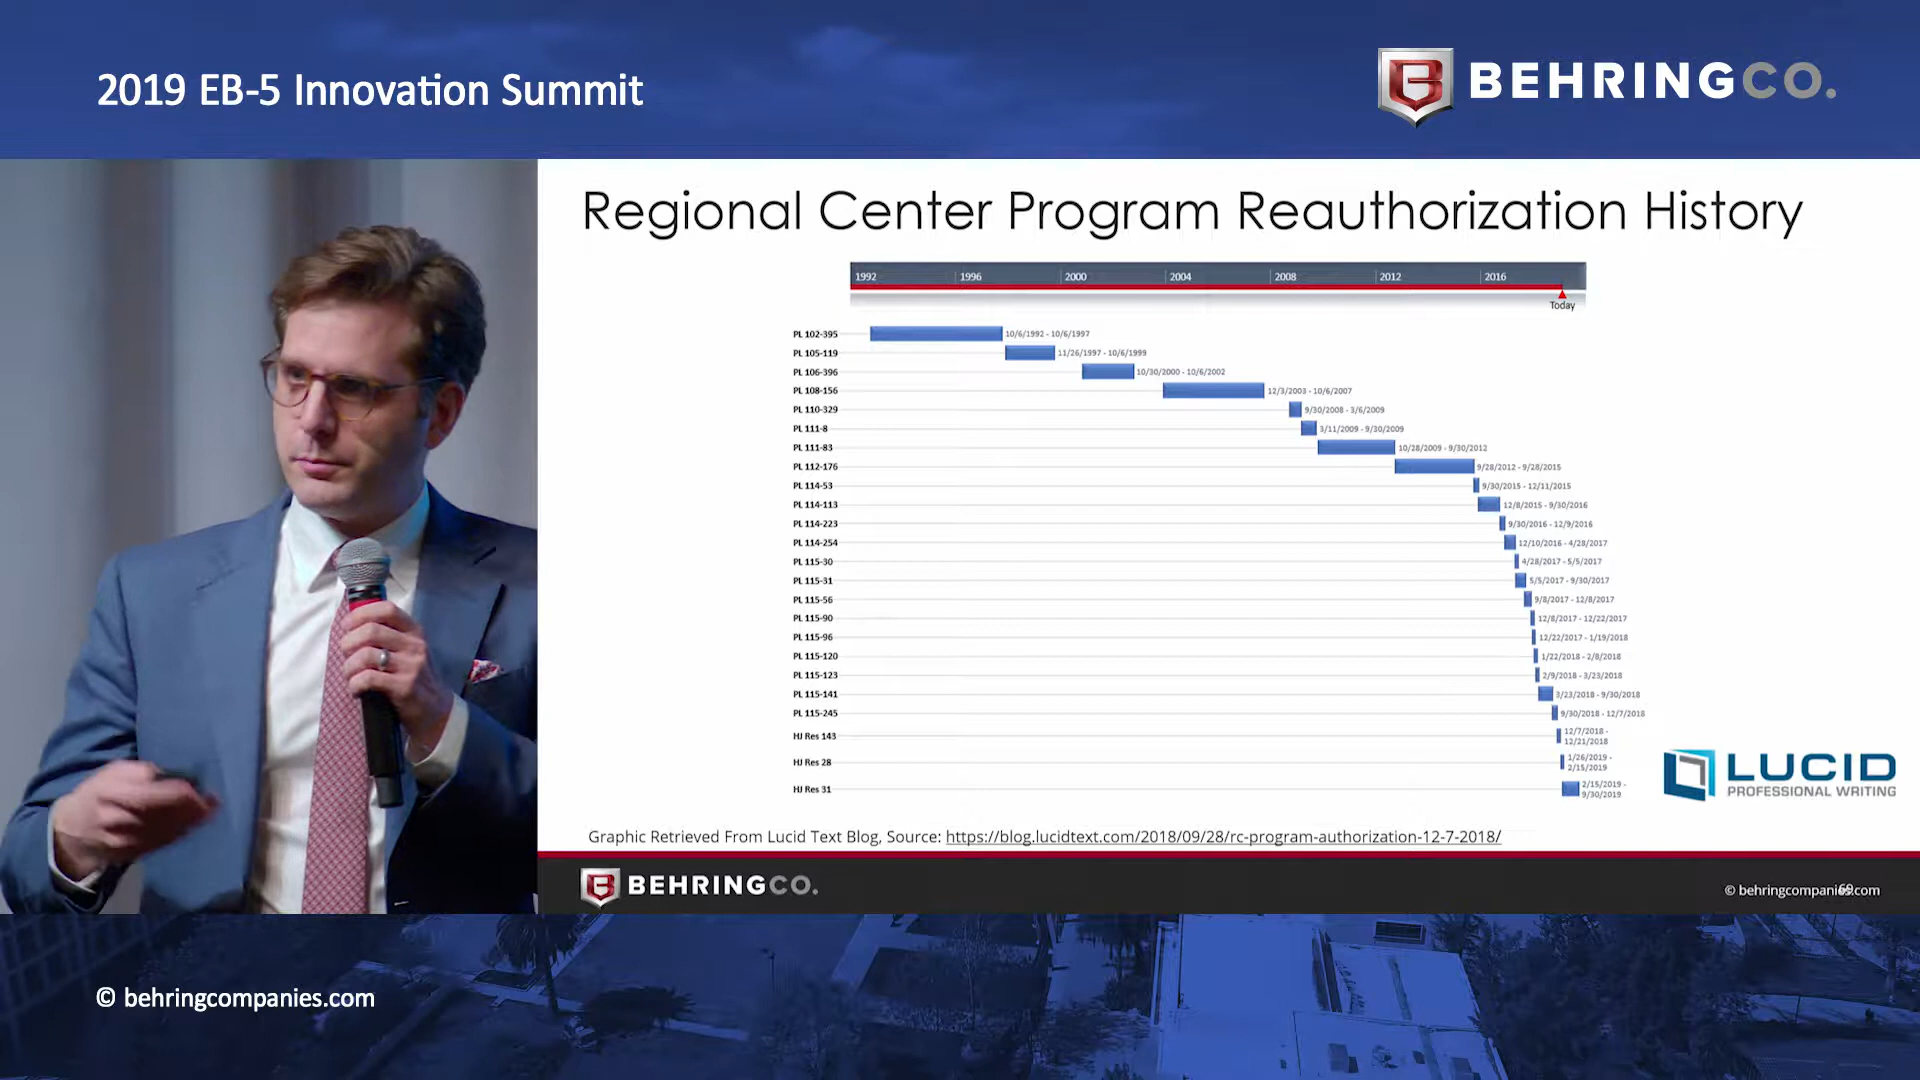 2019 EB-5 Innovation Summit
BEHRINGCO.
Regional Center Program Reauthorization History
1992 1996 2000 2004 2008 2012 2016
Today
PL 102-395 10/6/1992 - 10/6/1997
PL 105-119 11/26/1997 - 10/6/1999
PL 106-396 10/30/2000 - 10/6/2002
PL 108-156 12/3/2003 - 10/6/2007
PL 110-329 9/30/2008 - 3/6/2009
PL 111-8 3/11/2009 - 9/30/2009
PL 111-83 10/28/2009 - 9/30/2012
PL 112-176 9/28/2012 - 9/28/2015
PL 114-53 9/30/2015 - 12/11/2015
PL 114-113 12/8/2015 - 9/30/2016
PL 114-223 9/30/2016 - 12/9/2016
PL 114-254 12/10/2016 - 4/28/2017
PL 115-30 4/28/2017 - 5/5/2017
PL 115-31 5/5/2017 - 9/30/2017
PL 115-56 9/8/2017 - 12/8/2017
PL 115-90 12/8/2017 - 12/22/2017
PL 115-96 12/22/2017 - 1/19/2018
PL 115-120 1/22/2018 - 2/8/2018
PL 115-123 2/9/2018 - 3/23/2018
PL 115-141 3/23/2018 - 9/30/2018
PL 115-245 9/30/2018 - 12/7/2018
HJ Res 143 12/7/2018 -
12/21/2018
HJ Res 28 1/26/2019 -
2/15/2019
HJ Res 31 2/15/2019 -
9/30/2019
LUCID
PROFESSIONAL WRITING
Graphic Retrieved From Lucid Text Blog, Source: https://blog.lucidtext.com/2018/09/28/rc-program-authorization-12-7-2018/
BEHRINGCO.
© behringcompanies.com
69
© behringcompanies.com